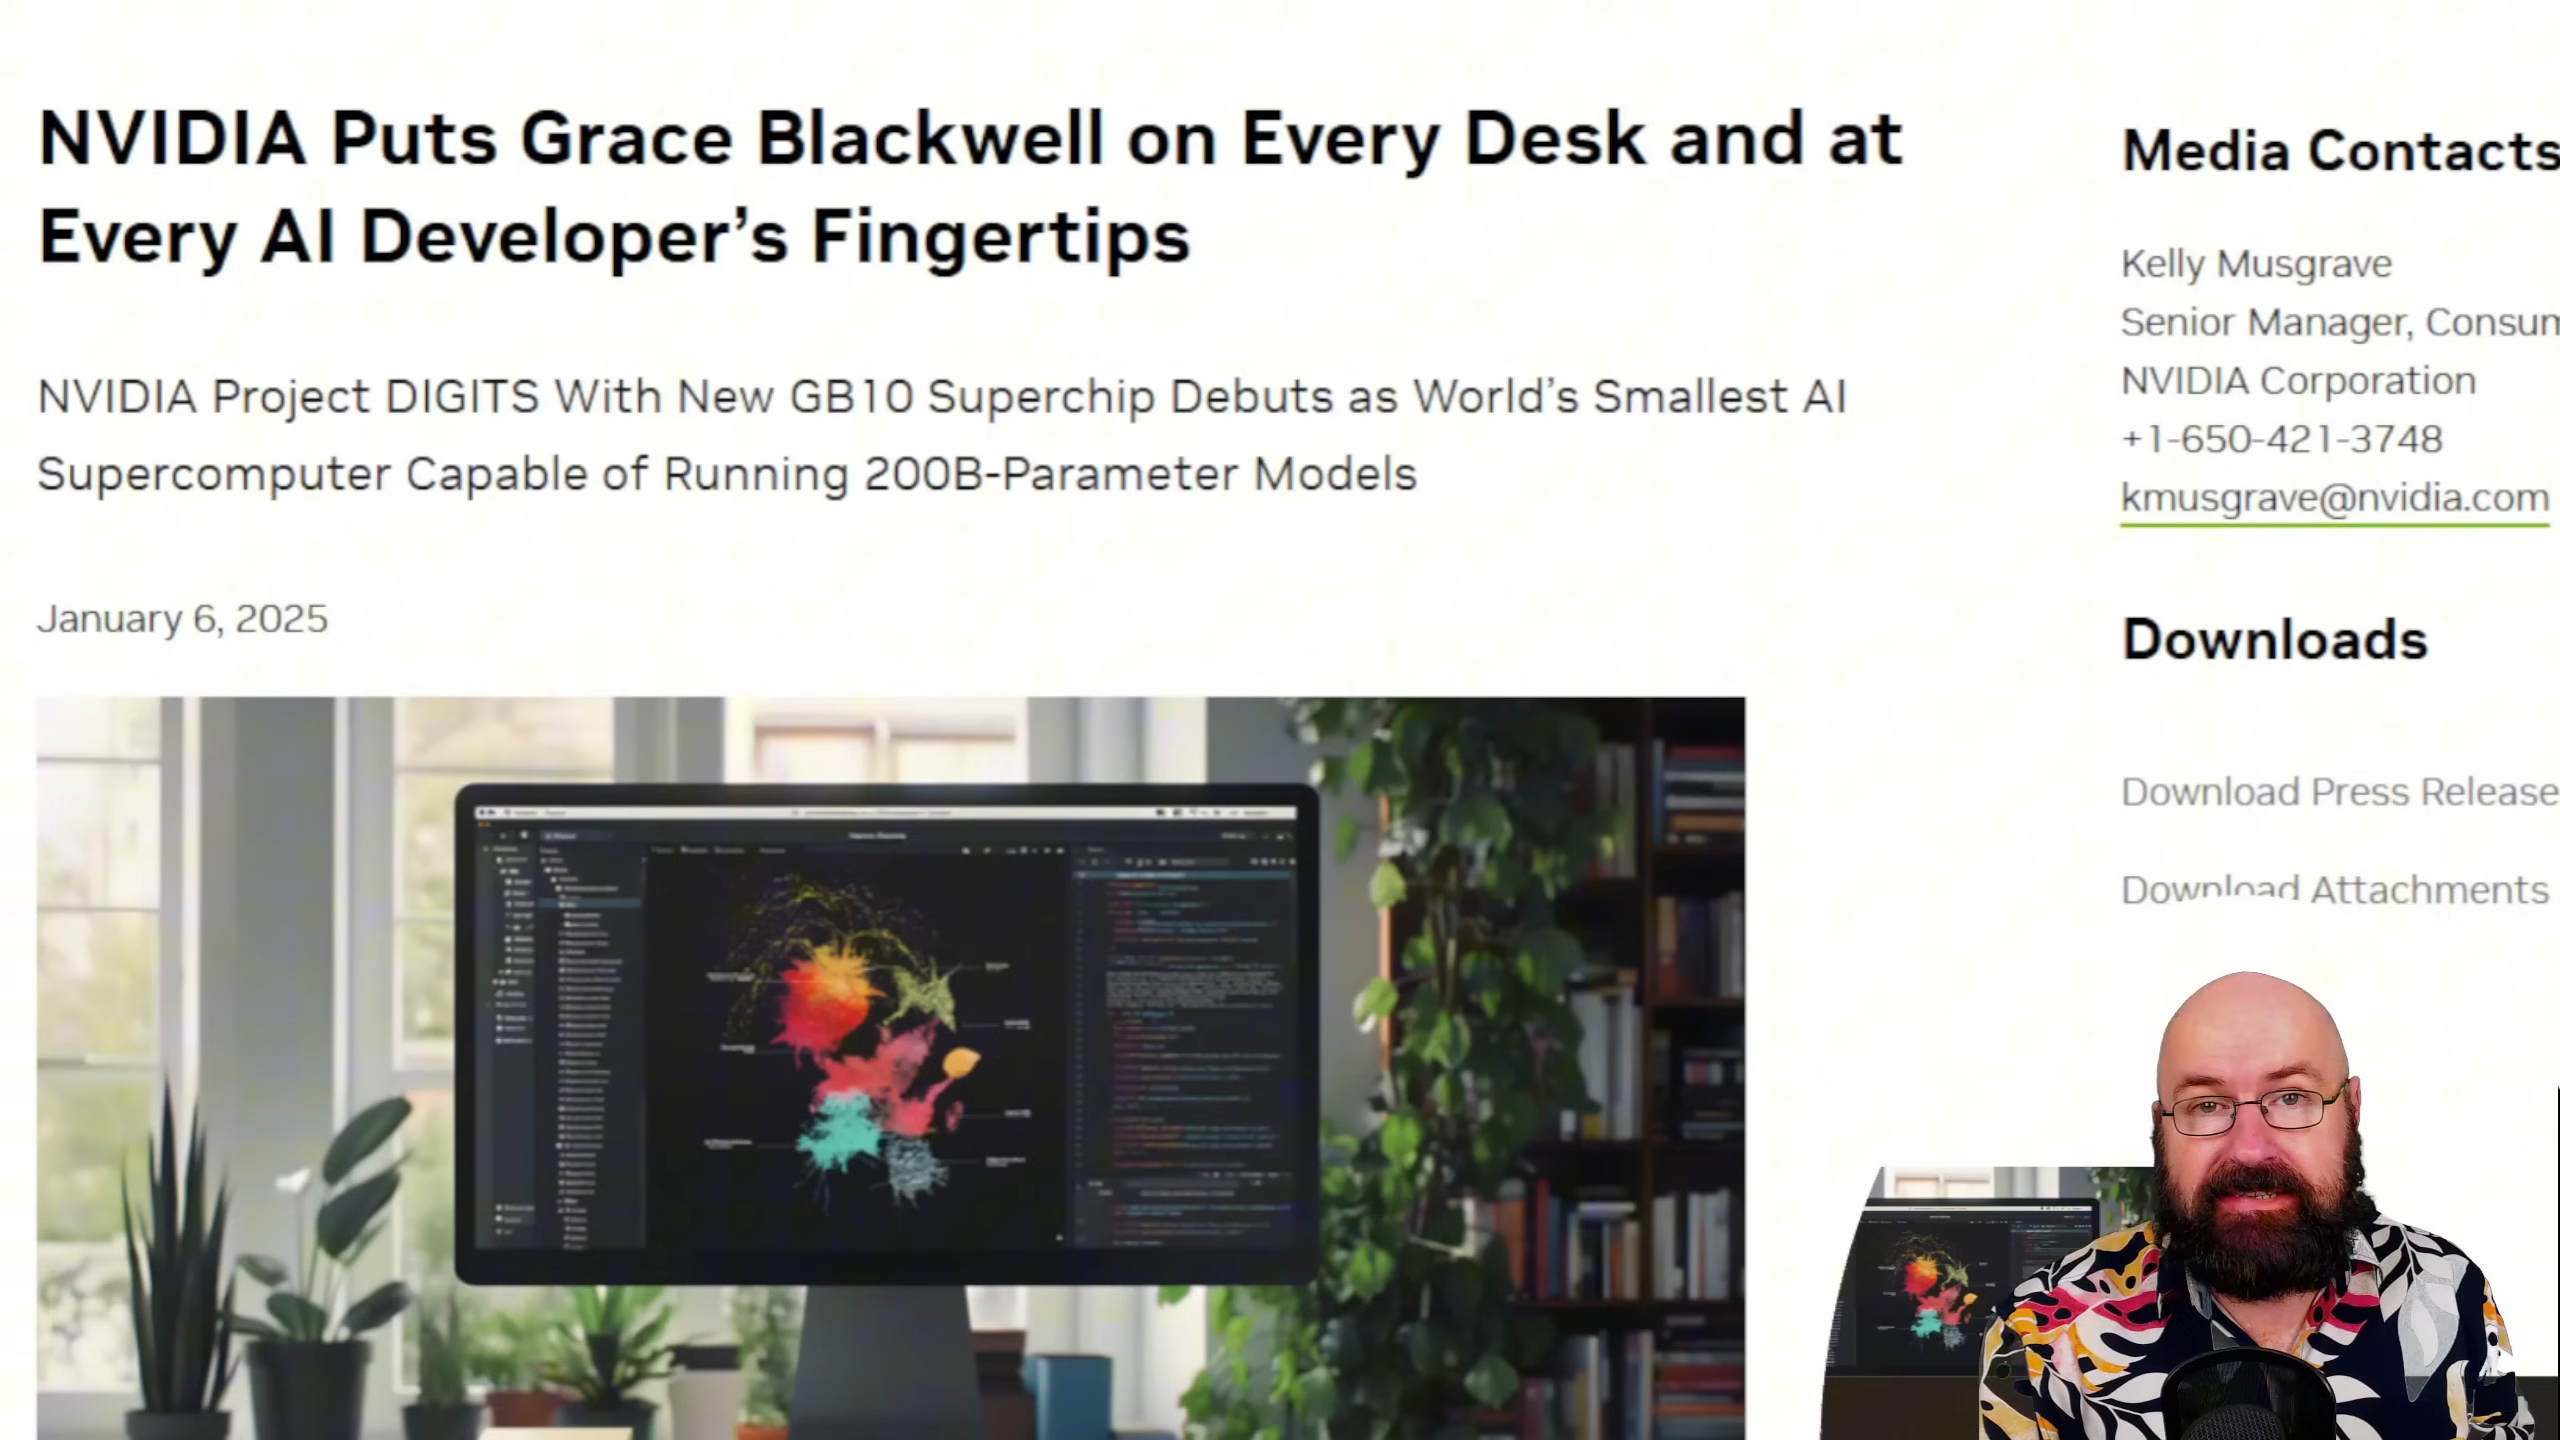 NVIDIA Puts Grace Blackwell on Every Desk and at
Every AI Developer’s Fingertips
NVIDIA Project DIGITS With New GB10 Superchip Debuts as World’s Smallest AI
Supercomputer Capable of Running 200B-Parameter Models
January 6, 2025
Media Contacts
Kelly Musgrave
Senior Manager,
NVIDIA Corporation
+1-650-421-3748
kmusgrave@nvidia.com
Downloads
Download Press Release
Download Attachments